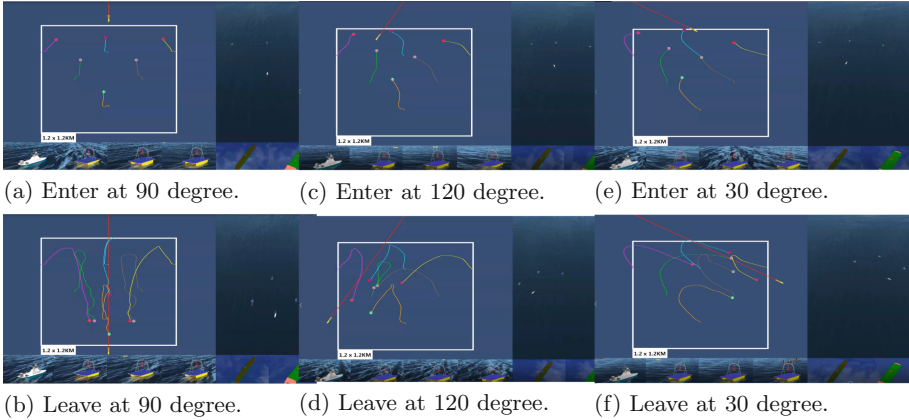 1.2 x 1.2KM
1.2 x 1.2KM
1.2 x 1.2KM
(a) Enter at 90 degree.
(c) Enter at 120 degree.
(e) Enter at 30 degree.
1.2 x 1.2KM
1.2 x 1.2KM
1.2 x 1.2KM
(b) Leave at 90 degree.
(d) Leave at 120 degree.
(f) Leave at 30 degree.